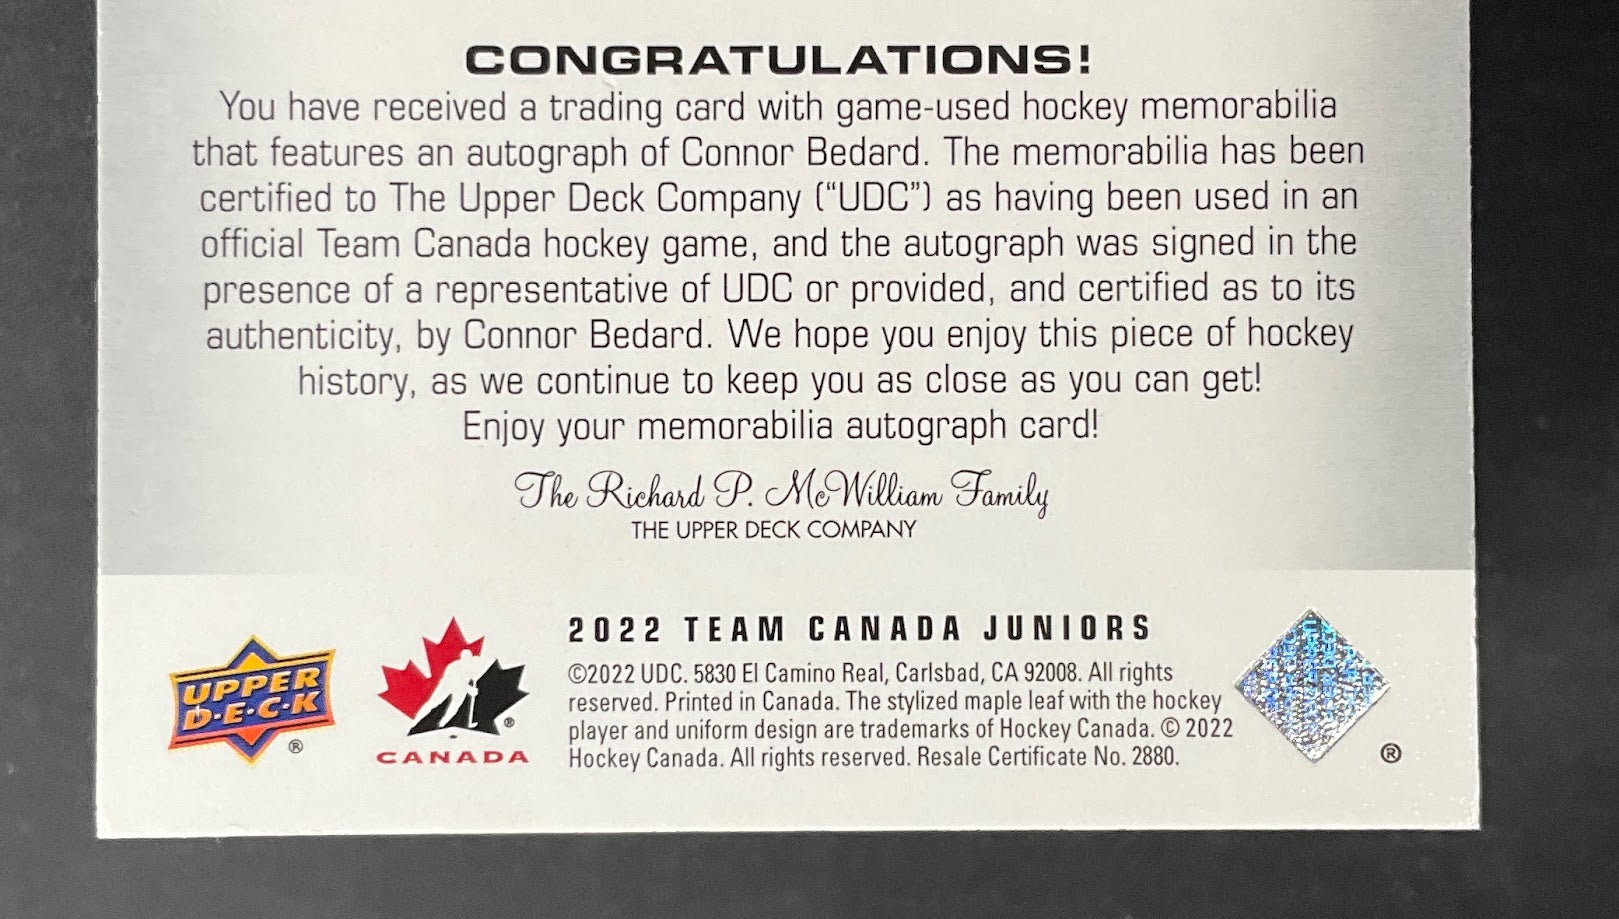 CONGRATULATIONS!
You have received a trading card with game-used hockey memorabilia
that features an autograph of Connor Bedard. The memorabilia has been
certified to The Upper Deck Company (“UDC”) as having been used in an
official Team Canada hockey game, and the autograph was signed in the
presence of a representative of UDC or provided, and certified as to its
authenticity, by Connor Bedard. We hope you enjoy this piece of hockey
history, as we continue to keep you as close as you can get!
Enjoy your memorabilia autograph card!
The Richard P. McWilliam Family
THE UPPER DECK COMPANY
UPPER
D·E·C·K
®
®
CANADA
2022 TEAM CANADA JUNIORS
©2022 UDC. 5830 El Camino Real, Carlsbad, CA 92008. All rights
reserved. Printed in Canada. The stylized maple leaf with the hockey
player and uniform design are trademarks of Hockey Canada. © 2022
Hockey Canada. All rights reserved. Resale Certificate No. 2880.
®